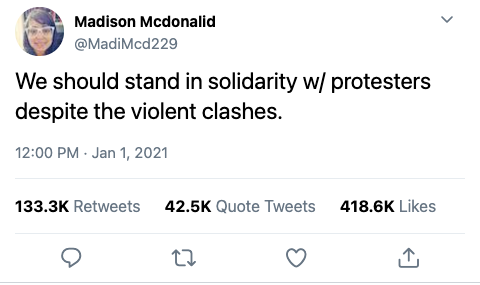 Madison Mcdonalid
@MadiMcd229
We should stand in solidarity w/ protesters
despite the violent clashes.
12:00 PM · Jan 1, 2021
133.3K Retweets 42.5K Quote Tweets 418.6K Likes